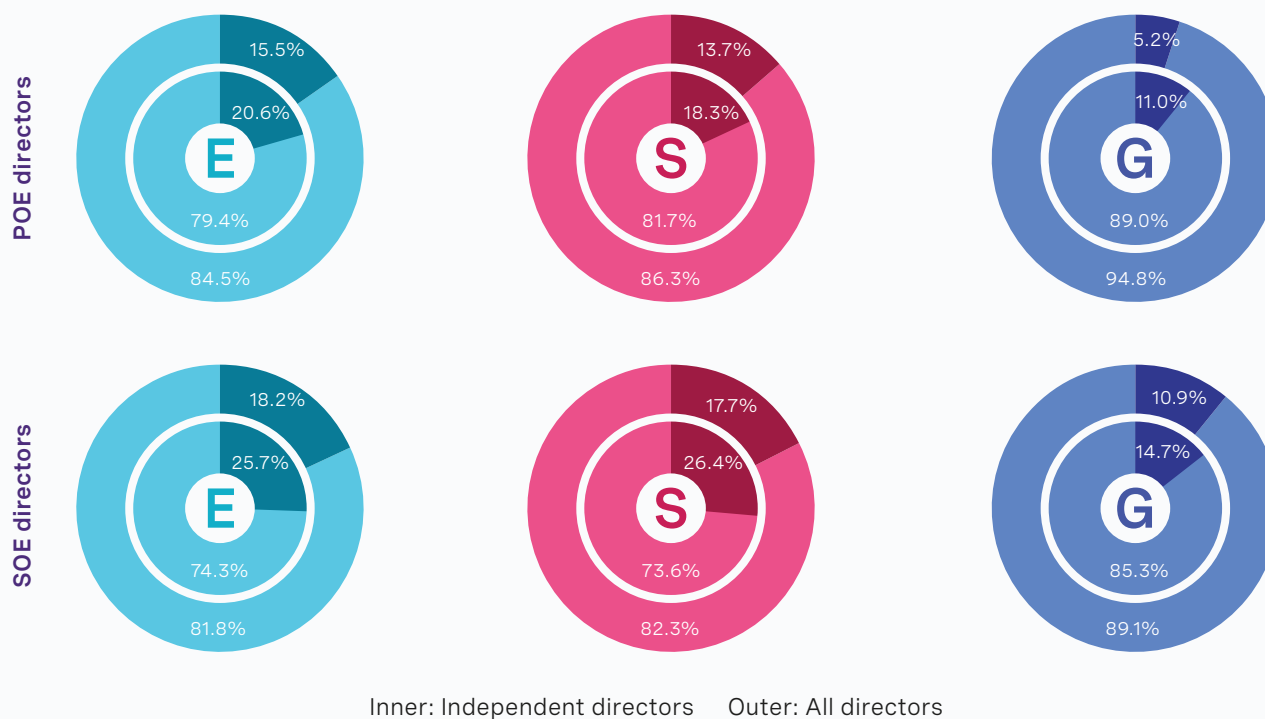 POE directors
15.5%
20.6%
E
79.4%
84.5%
13.7%
18.3%
S
81.7%
86.3%
5.2%
11.0%
G
89.0%
94.8%
SOE directors
18.2%
25.7%
E
74.3%
81.8%
17.7%
26.4%
S
73.6%
82.3%
10.9%
14.7%
G
85.3%
89.1%
Inner: Independent directors Outer: All directors